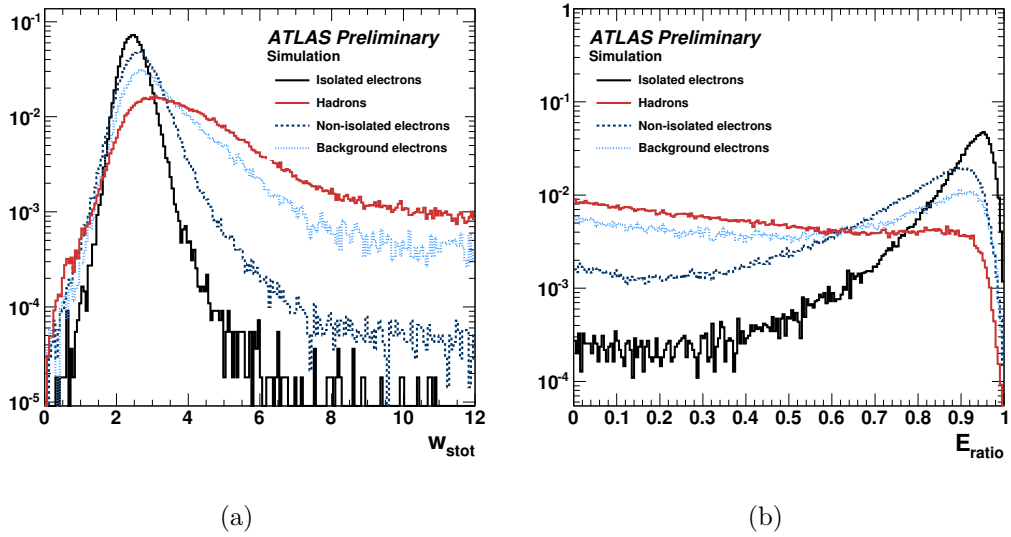 10⁻¹
10⁻²
10⁻³
10⁻⁴
10⁻⁵
0 2 4 6 8 10 12
w_stot
ATLAS Preliminary
Simulation
Isolated electrons
Hadrons
Non-isolated electrons
Background electrons
(a)
1
10⁻¹
10⁻²
10⁻³
10⁻⁴
0 0.1 0.2 0.3 0.4 0.5 0.6 0.7 0.8 0.9 1
E_ratio
ATLAS Preliminary
Simulation
Isolated electrons
Hadrons
Non-isolated electrons
Background electrons
(b)